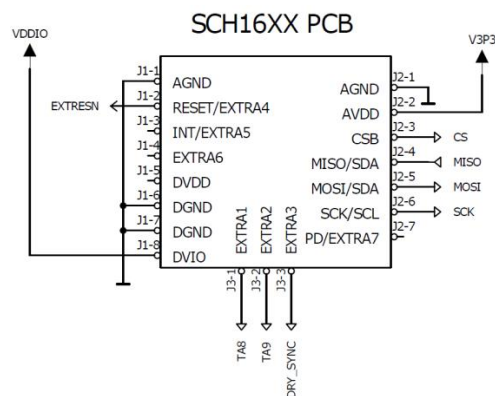 SCH16XX PCB
VDDIO
V3P3
J1-1
AGND
J1-2
RESET/EXTRA4
EXTRESN
J1-3
INT/EXTRA5
J1-4
EXTRA6
J1-5
DVDD
J1-6
DGND
J1-7
DGND
J1-8
DVIO
AGND
J2-1
AVDD
J2-2
CSB
J2-3
CS
MISO/SDA
J2-4
MISO
MOSI/SDA
J2-5
MOSI
SCK/SCL
J2-6
SCK
PD/EXTRA7
J2-7
EXTRA1
EXTRA2
EXTRA3
J3-1
J3-2
J3-3
TA8
TA9
DRY_SYNC